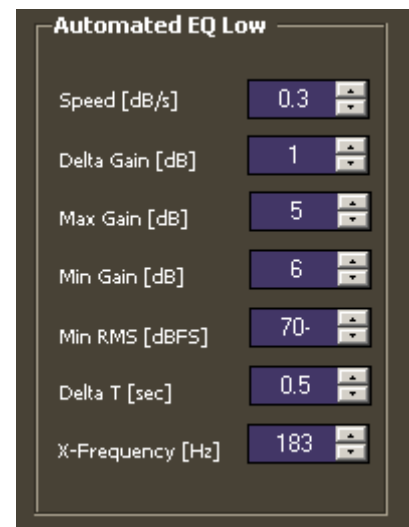 Automated EQ Low
Speed [dB/s] 0.3
Delta Gain [dB] 1
Max Gain [dB] 5
Min Gain [dB] 6
Min RMS [dBFS] 70-
Delta T [sec] 0.5
X-Frequency [Hz] 183